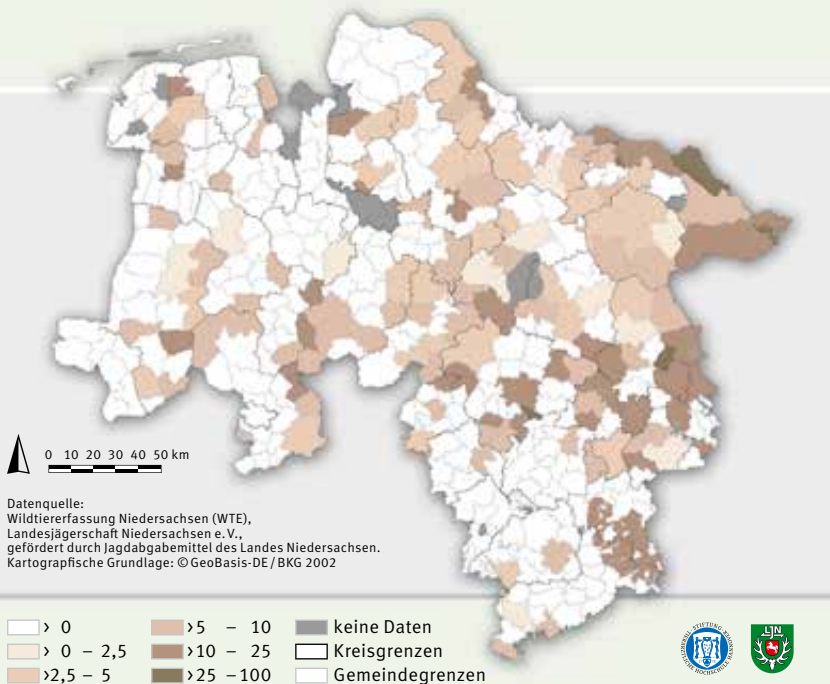 0 10 20 30 40 50 km
Datenquelle:
Wildtiererfassung Niedersachsen (WTE),
Landesjägerschaft Niedersachsen e. V.,
gefördert durch Jagdabgabemittel des Landes Niedersachsen.
Kartografische Grundlage: © GeoBasis-DE / BKG 2002
> 0
> 0 – 2,5
>2,5 – 5
>5 – 10
>10 – 25
>25 –100
keine Daten
Kreisgrenzen
Gemeindegrenzen
STIFTUNG
LJN